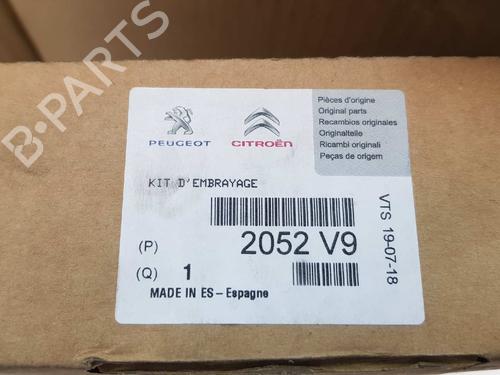 B-PARTS
PEUGEOT
CITROËN
Pièces d'origine
Original parts
Recambios originales
Originalteile
Ricambi originali
Peças de origem
KIT D'EMBRAYAGE
(P) 2052 V9
(Q) 1
MADE IN ES - Espagne
VTS 19-07-18